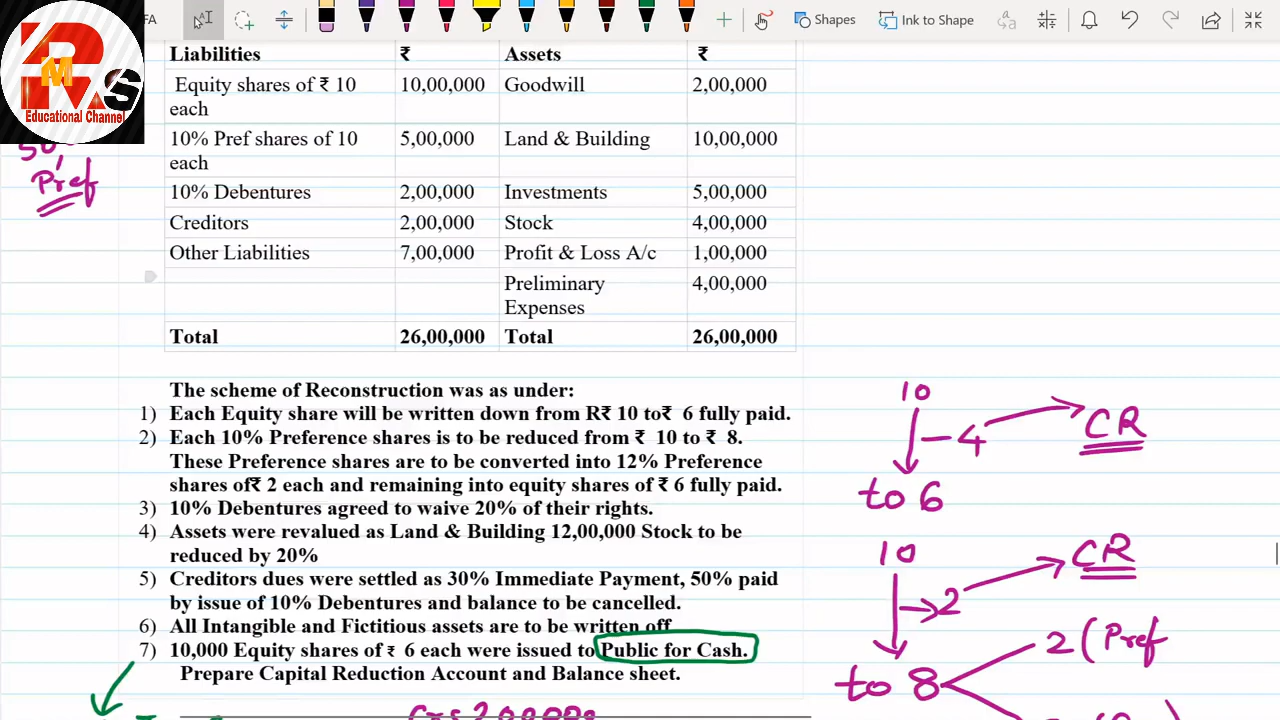 FA
Shapes
Ink to Shape
R
M
S
Educational Channel
Liabilities ₹ Assets ₹
Equity shares of ₹ 10 each 10,00,000 Goodwill 2,00,000
10% Pref shares of 10 each 5,00,000 Land & Building 10,00,000
10% Debentures 2,00,000 Investments 5,00,000
Creditors 2,00,000 Stock 4,00,000
Other Liabilities 7,00,000 Profit & Loss A/c 1,00,000
Preliminary Expenses 4,00,000
Total 26,00,000 Total 26,00,000
Pref
The scheme of Reconstruction was as under:
1) Each Equity share will be written down from R₹ 10 to₹ 6 fully paid.
2) Each 10% Preference shares is to be reduced from ₹ 10 to ₹ 8.
These Preference shares are to be converted into 12% Preference
shares of₹ 2 each and remaining into equity shares of ₹ 6 fully paid.
3) 10% Debentures agreed to waive 20% of their rights.
4) Assets were revalued as Land & Building 12,00,000 Stock to be
reduced by 20%
5) Creditors dues were settled as 30% Immediate Payment, 50% paid
by issue of 10% Debentures and balance to be cancelled.
6) All Intangible and Fictitious assets are to be written off
7) 10,000 Equity shares of ₹ 6 each were issued to Public for Cash.
Prepare Capital Reduction Account and Balance sheet.
10
4 CR
to 6
10
2 CR
to 8
2 (Pref